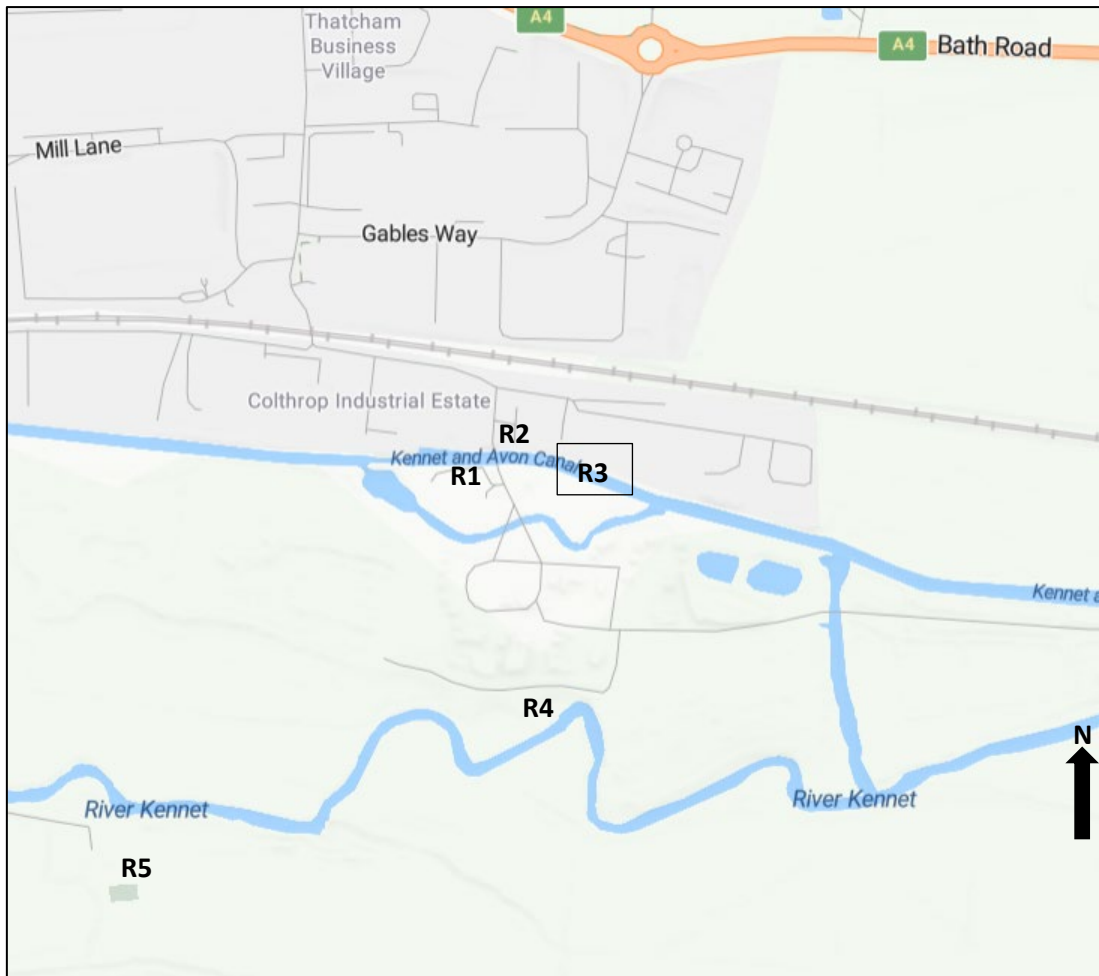 A4
Thatcham
Business
Village
A4
Bath Road
Mill Lane
Gables Way
Colthrop Industrial Estate
R2
Kennet and Avon Canal
R1
R3
Kennet a
R4
N
River Kennet
River Kennet
R5